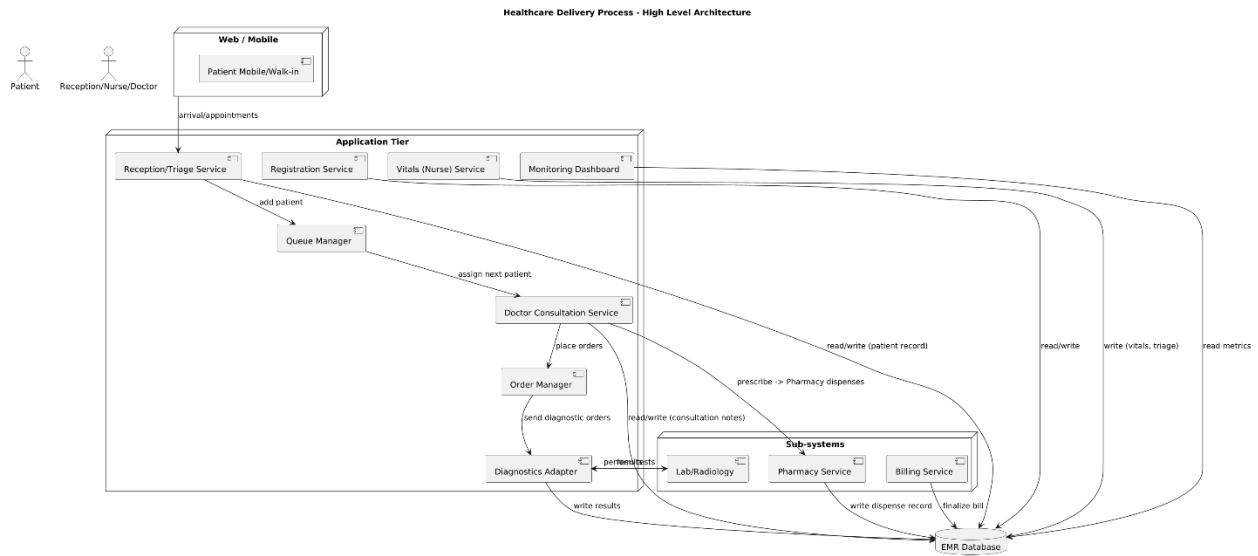 Healthcare Delivery Process - High Level Architecture
Web / Mobile
Patient Mobile/Walk-in
Patient
Reception/Nurse/Doctor
arrival/appointments
Application Tier
Reception/Triage Service
Registration Service
Vitals (Nurse) Service
Monitoring Dashboard
add patient
Queue Manager
assign next patient
Doctor Consultation Service
place orders
read/write (patient record)
read/write
write (vitals, triage)
read metrics
Order Manager
prescribe -> Pharmacy dispenses
send diagnostic orders
read/write (consultation notes)
Sub-systems
Diagnostics Adapter
Lab/Radiology
Pharmacy Service
Billing Service
write results
write dispense record
finalize bill
EMR Database